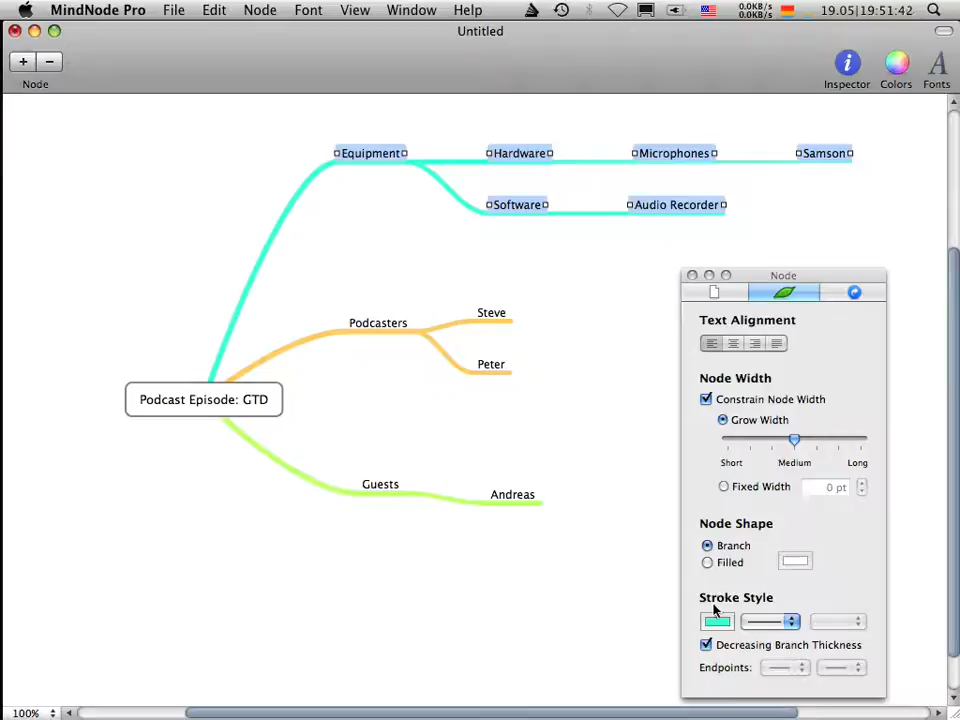 MindNode Pro File Edit Node Font View Window Help 0.0KB/s 0.0KB/s 19.05|19:51:42
Untitled
+ −
Node
i
Inspector
Colors
A
Fonts
Equipment Hardware Microphones Samson
Software Audio Recorder
Podcasters Steve
Peter
Podcast Episode: GTD
Guests Andreas
Node
Text Alignment
Node Width
Constrain Node Width
Grow Width
Short Medium Long
Fixed Width 0 pt
Node Shape
Branch
Filled
Stroke Style
Decreasing Branch Thickness
Endpoints:
100%